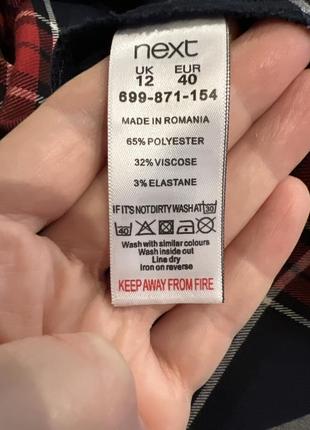 next
UK EUR
12 40
699-871-154
MADE IN ROMANIA
65% POLYESTER
32% VISCOSE
3% ELASTANE
IF IT'S NOT DIRTY WASH AT 30
40
Wash with similar colours
Wash inside out
Line dry
Iron on reverse
KEEP AWAY FROM FIRE